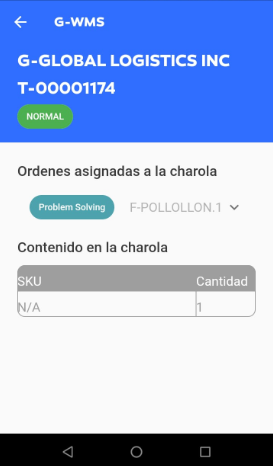 G-WMS
G-GLOBAL LOGISTICS INC
T-00001174
NORMAL
Ordenes asignadas a la charola
Problem Solving F-POLLOLLON.1
Contenido en la charola
SKU Cantidad
N/A 1